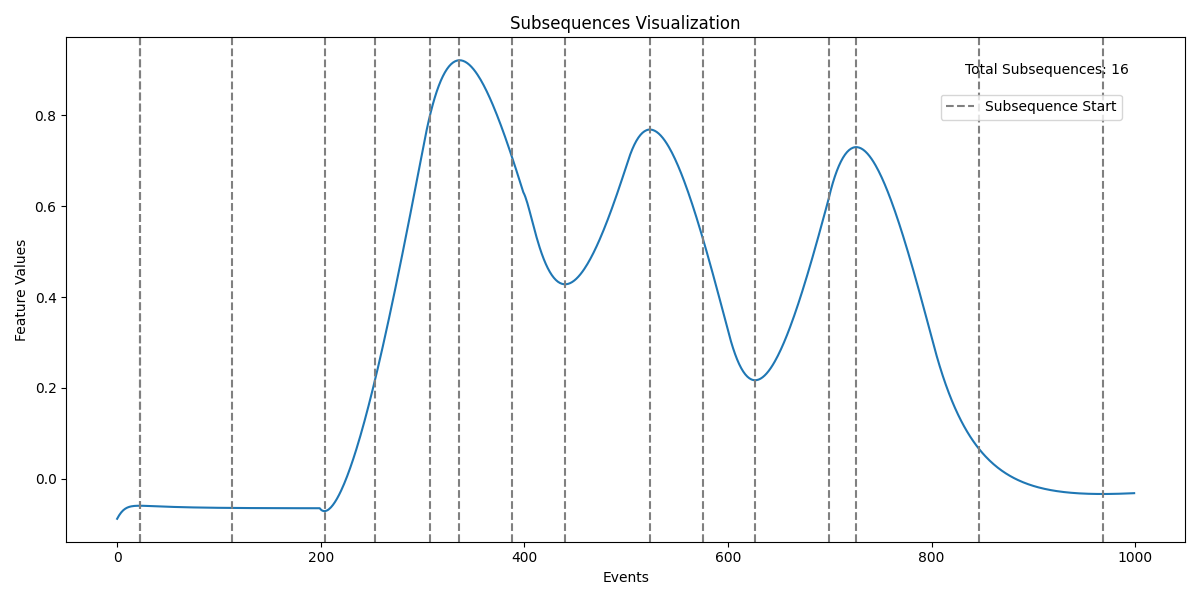 Subsequences Visualization
Total Subsequences: 16
Subsequence Start
Feature Values
0.8
0.6
0.4
0.2
0.0
0 200 400 600 800 1000
Events